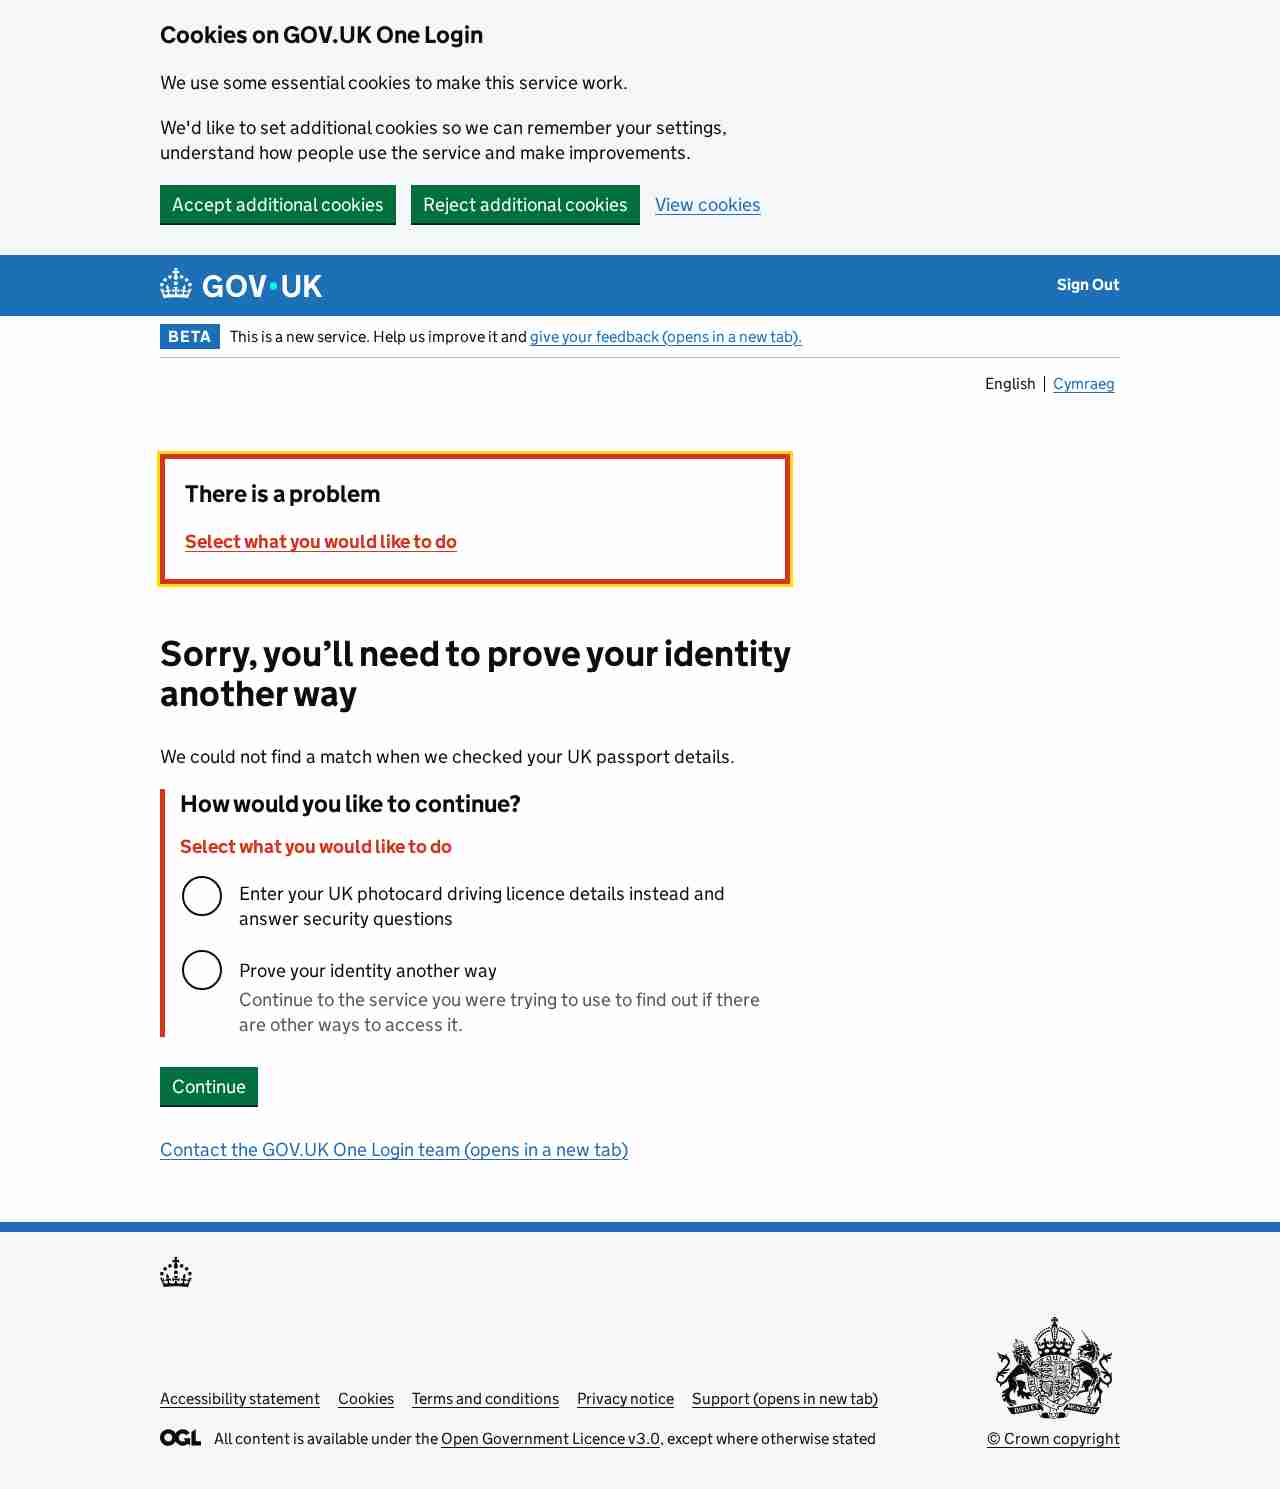 Cookies on GOV.UK One Login
We use some essential cookies to make this service work.
We'd like to set additional cookies so we can remember your settings,
understand how people use the service and make improvements.
Accept additional cookies Reject additional cookies View cookies
GOV·UK Sign Out
BETA This is a new service. Help us improve it and give your feedback (opens in a new tab).
English Cymraeg
There is a problem
Select what you would like to do
Sorry, you’ll need to prove your identity
another way
We could not find a match when we checked your UK passport details.
How would you like to continue?
Select what you would like to do
Enter your UK photocard driving licence details instead and
answer security questions
Prove your identity another way
Continue to the service you were trying to use to find out if there
are other ways to access it.
Continue
Contact the GOV.UK One Login team (opens in a new tab)
Accessibility statement Cookies Terms and conditions Privacy notice Support (opens in new tab)
OGL All content is available under the Open Government Licence v3.0, except where otherwise stated
© Crown copyright